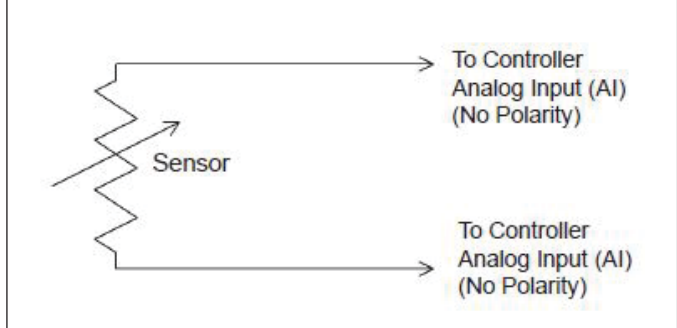 To Controller
Analog Input (AI)
(No Polarity)
Sensor
To Controller
Analog Input (AI)
(No Polarity)